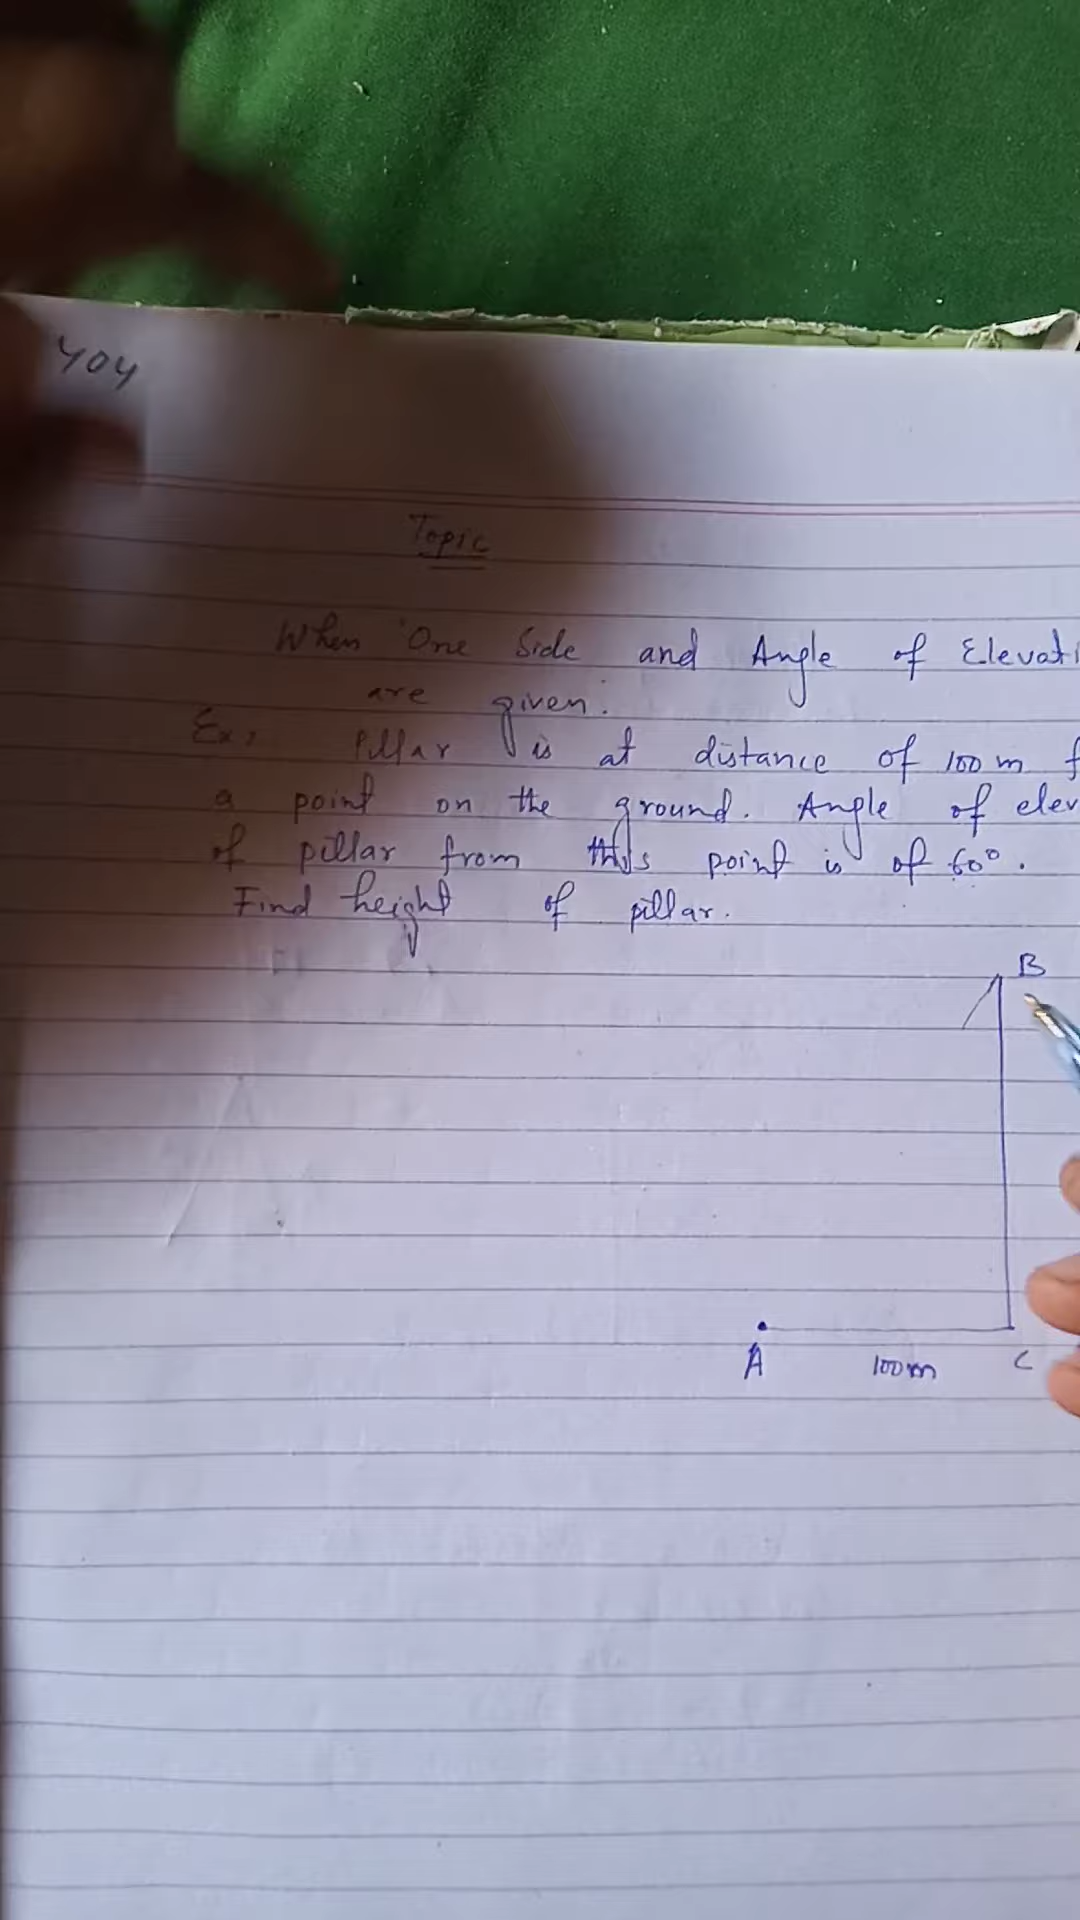 404
Topic
When One Side and Angle of Elevati
are given:
Ex: Pillar is at distance of 100 m f
a point on the ground. Angle of elev
of pillar from this point is of 60°.
Find height of pillar.
B
A 100m C